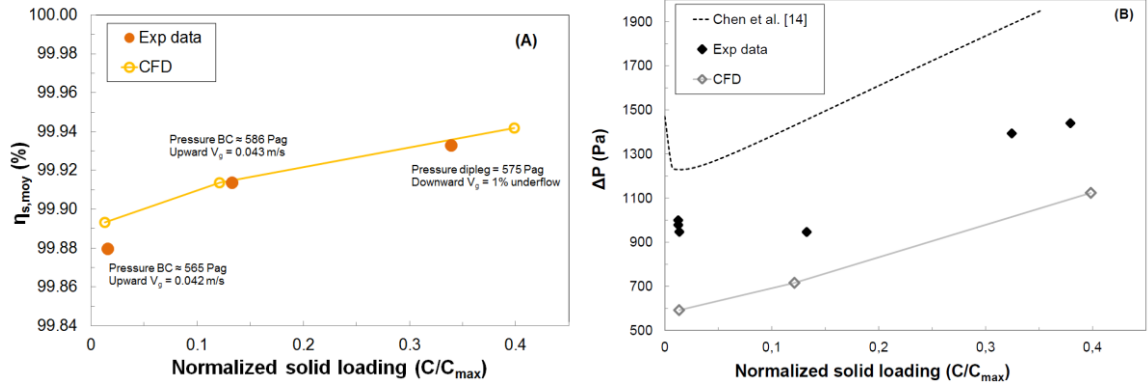 100.00
99.98
99.96
99.94
99.92
99.90
99.88
99.86
99.84
ηs,moy (%)
Exp data
CFD
(A)
Pressure BC ≈ 586 Pag
Upward Vg = 0.043 m/s
Pressure dipleg = 575 Pag
Downward Vg = 1% underflow
Pressure BC ≈ 565 Pag
Upward Vg = 0.042 m/s
0 0.1 0.2 0.3 0.4
Normalized solid loading (C/Cmax)
1900
1700
1500
1300
1100
900
700
500
ΔP (Pa)
Chen et al. [14]
Exp data
CFD
(B)
0 0,1 0,2 0,3 0,4
Normalized solid loading (C/Cmax)